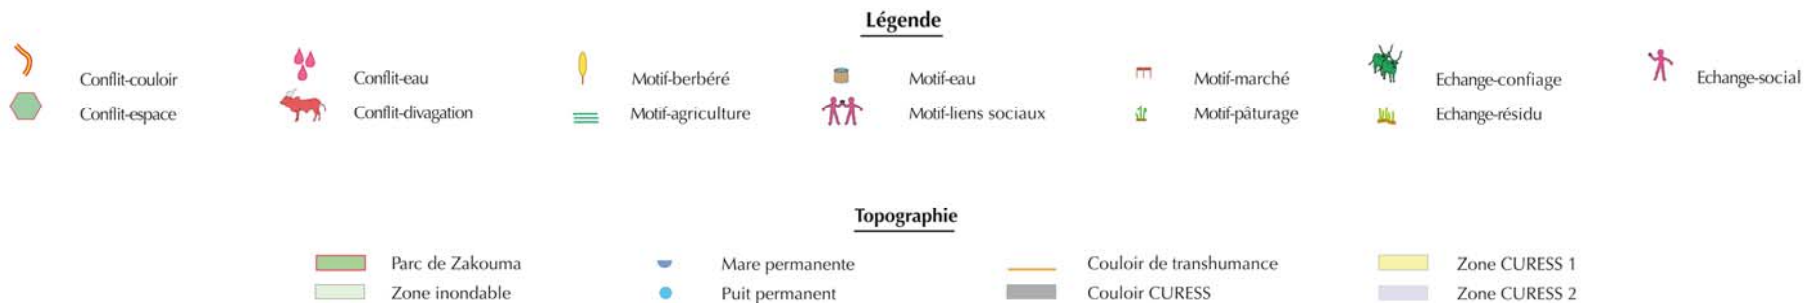 Légende
Conflit-couloir Conflit-eau Motif-berbéré Motif-eau Motif-marché Echange-confiage Echange-social
Conflit-espace Conflit-divagation Motif-agriculture Motif-liens sociaux Motif-pâturage Echange-résidu
Topographie
Parc de Zakouma Mare permanente Couloir de transhumance Zone CURESS 1
Zone inondable Puit permanent Couloir CURESS Zone CURESS 2